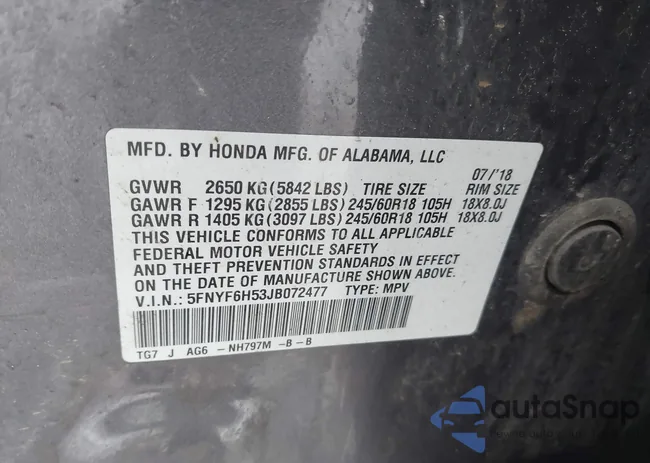 MFD. BY HONDA MFG. OF ALABAMA, LLC
07/'18
GVWR 2650 KG (5842 LBS) TIRE SIZE RIM SIZE
GAWR F 1295 KG (2855 LBS) 245/60R18 105H 18X8.0J
GAWR R 1405 KG (3097 LBS) 245/60R18 105H 18X8.0J
THIS VEHICLE CONFORMS TO ALL APPLICABLE
FEDERAL MOTOR VEHICLE SAFETY
AND THEFT PREVENTION STANDARDS IN EFFECT
ON THE DATE OF MANUFACTURE SHOWN ABOVE.
V.I.N.: 5FNYF6H53JB072477 TYPE: MPV
TG7 J AG6 -NH797M -B -B
autoSnap